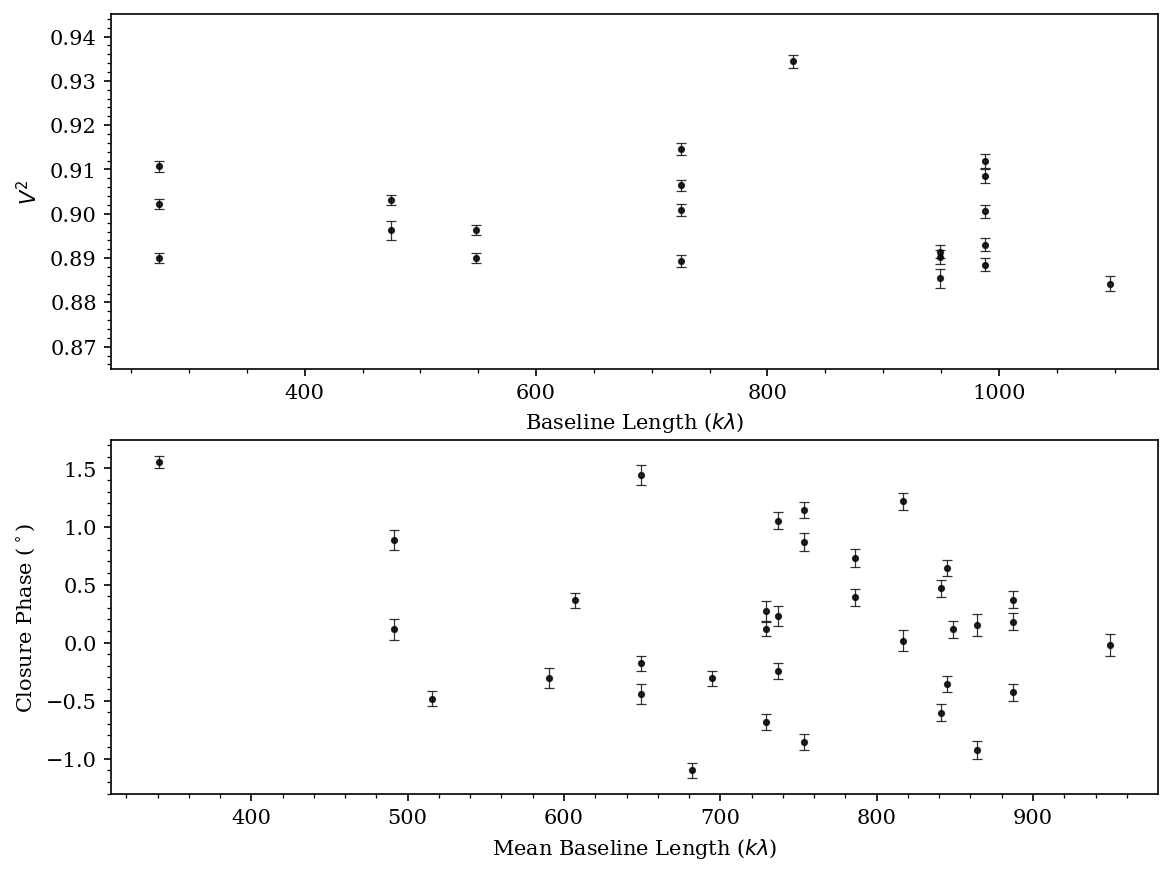 0.94
0.93
0.92
0.91
0.90
0.89
0.88
0.87
V²
400 600 800 1000
Baseline Length (kλ)
1.5
1.0
0.5
0.0
−0.5
−1.0
Closure Phase (°)
400 500 600 700 800 900
Mean Baseline Length (kλ)